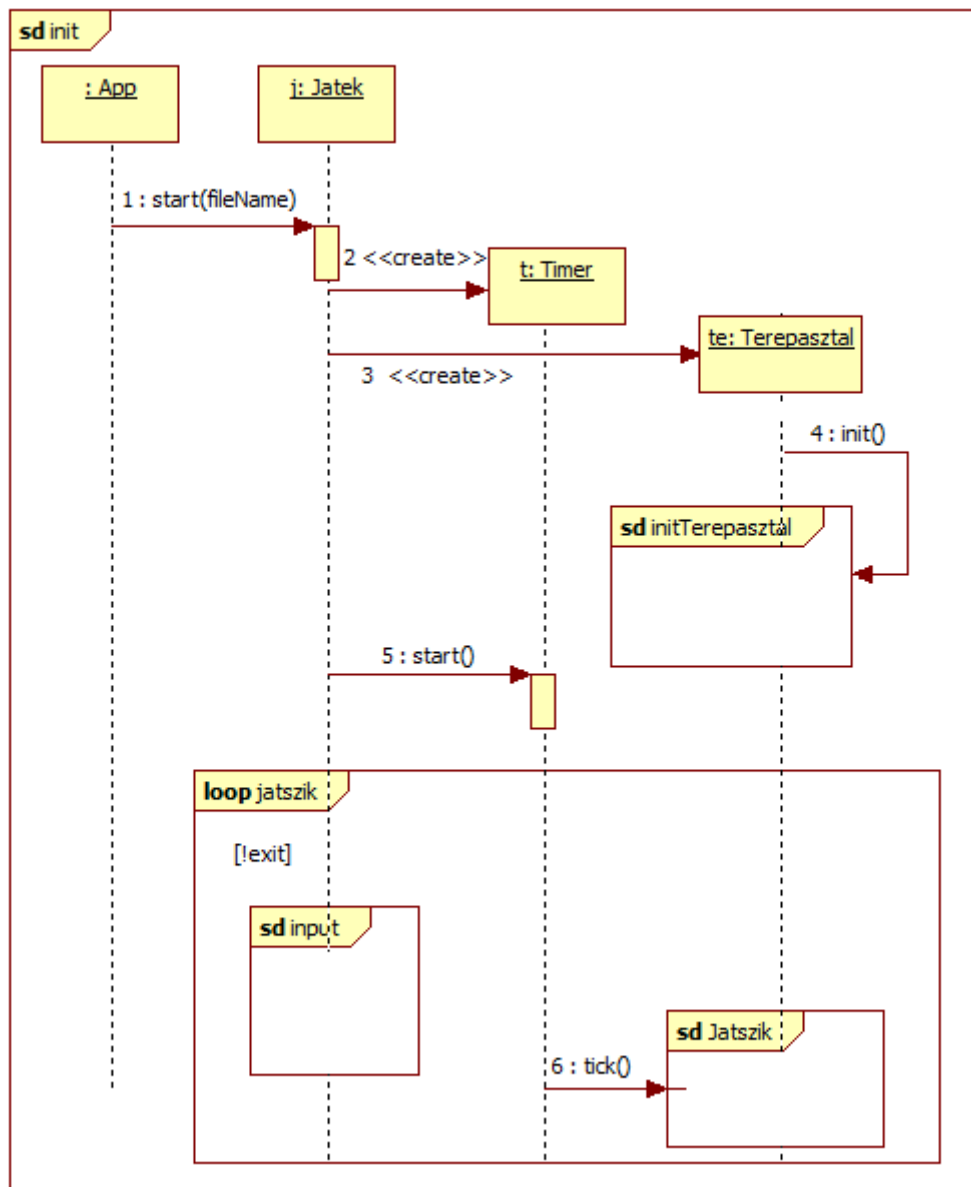 sd init
: App
j: Jatek
1 : start(fileName)
2 <<create>>
t: Timer
te: Terepasztal
3 <<create>>
4 : init()
sd initTerepasztal
5 : start()
loop jatszik
[!exit]
sd input
sd Jatszik
6 : tick()